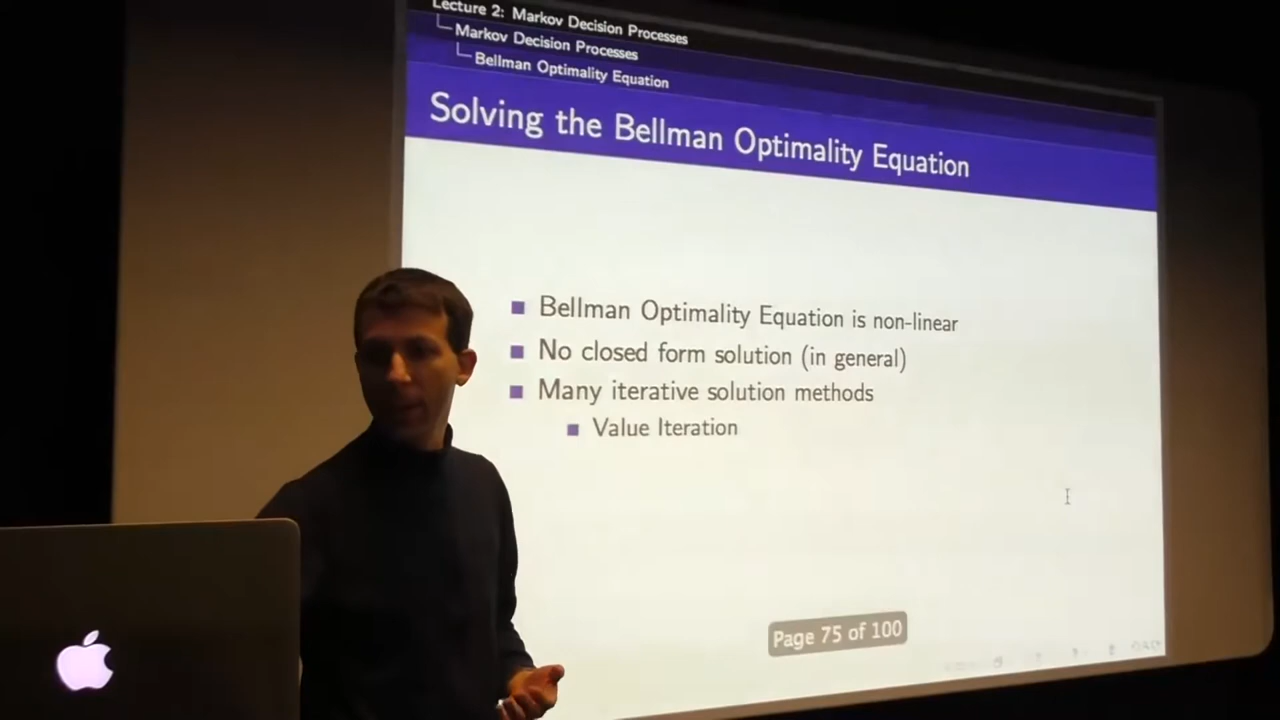 Lecture 2: Markov Decision Processes
Markov Decision Processes
Bellman Optimality Equation
Solving the Bellman Optimality Equation
Bellman Optimality Equation is non-linear
No closed form solution (in general)
Many iterative solution methods
Value Iteration
Page 75 of 100